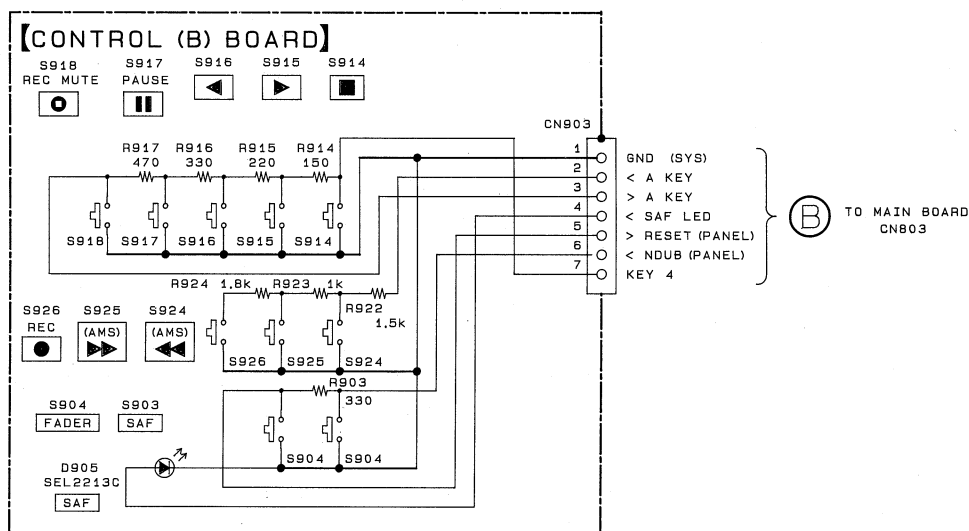 【CONTROL (B) BOARD】
S918
REC MUTE
S917
PAUSE
S916
S915
S914
CN903
R917
470
R916
330
R915
220
R914
150
1
2
3
4
5
6
7
GND (SYS)
< A KEY
> A KEY
< SAF LED
> RESET (PANEL)
< NDUB (PANEL)
KEY 4
B
TO MAIN BOARD
CN803
S918
S917
S916
S915
S914
R924 1.8k
R923 1k
R922
1.5k
S926
REC
S925
(AMS)
S924
(AMS)
S926
S925
S924
R903
330
S904
FADER
S903
SAF
S904
S904
D905
SEL2213C
SAF